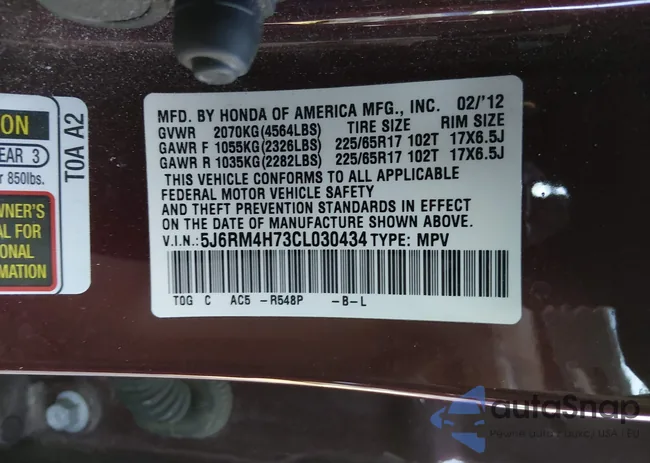 MFD. BY HONDA OF AMERICA MFG., INC. 02/'12
GVWR 2070KG(4564LBS) TIRE SIZE RIM SIZE
GAWR F 1055KG(2326LBS) 225/65R17 102T 17X6.5J
GAWR R 1035KG(2282LBS) 225/65R17 102T 17X6.5J
THIS VEHICLE CONFORMS TO ALL APPLICABLE
FEDERAL MOTOR VEHICLE SAFETY
AND THEFT PREVENTION STANDARDS IN EFFECT
ON THE DATE OF MANUFACTURE SHOWN ABOVE.
V.I.N.:5J6RM4H73CL030434 TYPE: MPV
T0G C AC5 -R548P -B-L
ON
EAR 3
r 850lbs.
WNER'S
AL FOR
ONAL
MATION
T0A A2
autoSnap